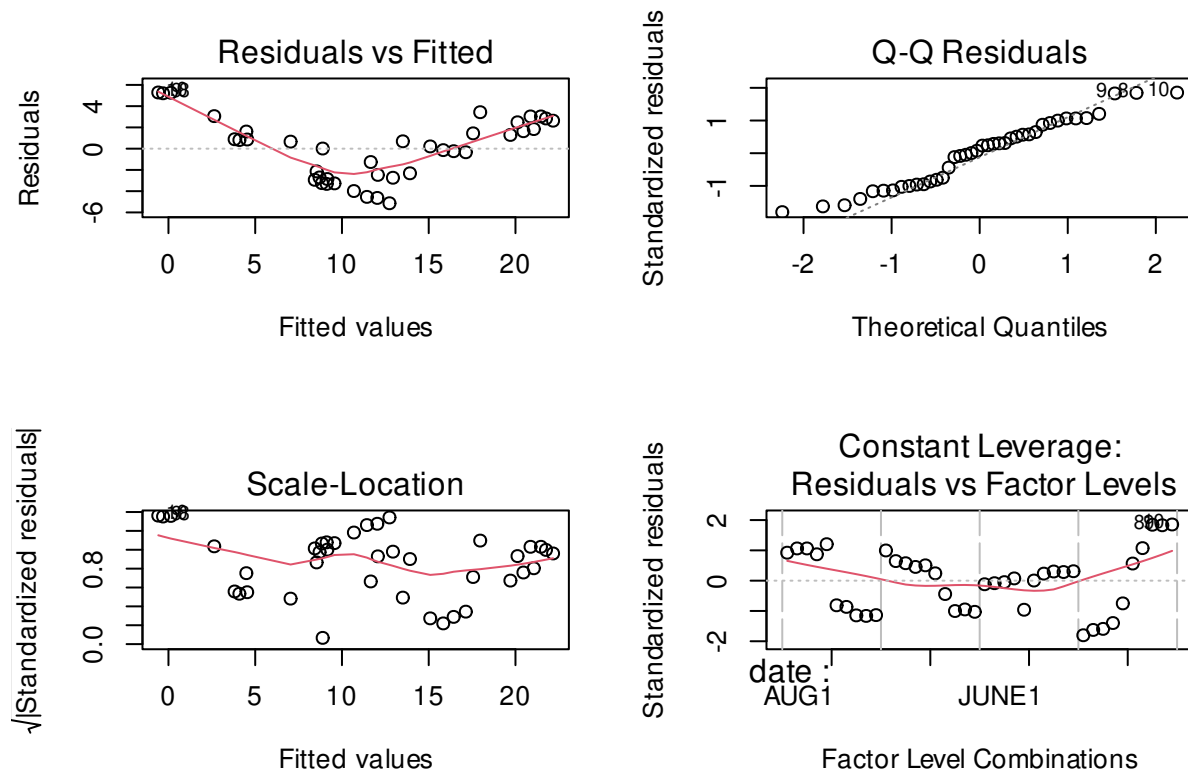 Residuals vs Fitted
Residuals
4
0
-6
0 5 10 15 20
Fitted values
Q-Q Residuals
Standardized residuals
1
-1
9 8 10
-2 -1 0 1 2
Theoretical Quantiles
Scale-Location
√|Standardized residuals|
0.8
0.0
0 5 10 15 20
Fitted values
Constant Leverage:
Residuals vs Factor Levels
Standardized residuals
2
0
-2
date :
AUG1 JUNE1
Factor Level Combinations